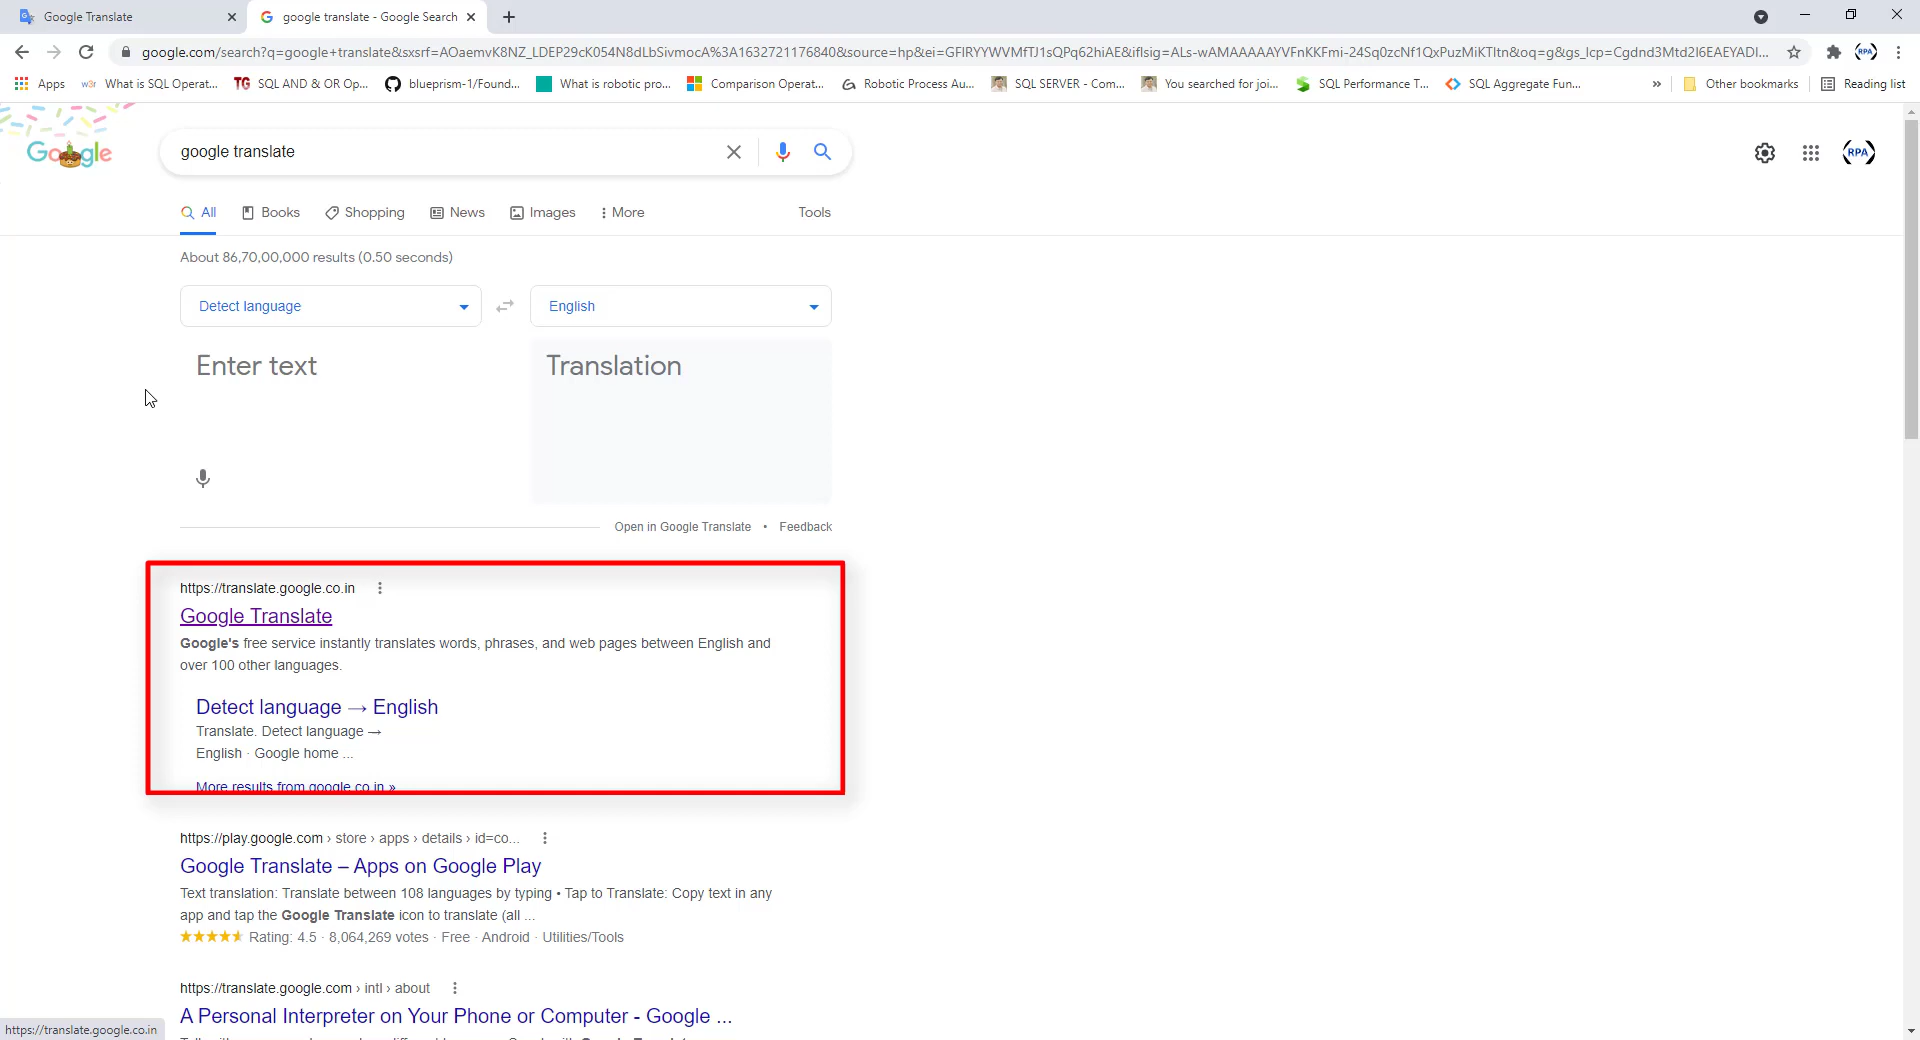 Google Translate
google translate - Google Search
google.com/search?q=google+translate&sxsrf=AOaemvK8NZ_LDEP29cK054N8dLbSivmocA%3A1632721176840&source=hp&ei=GFlRYYWVMfTJ1sQPq62hiAE&iflsig=ALs-wAMAAAAAYVFnKKFmi-24Sq0zcNf1QxPuzMiKTltn&oq=g&gs_lcp=Cgdnd3Mtd2l6EAEYADI...
RPA
Apps
w3r What is SQL Operat...
TG SQL AND & OR Op...
blueprism-1/Found...
What is robotic pro...
Comparison Operat...
Robotic Process Au...
SQL SERVER - Com...
You searched for joi...
SQL Performance T...
SQL Aggregate Fun...
»
Other bookmarks
Reading list
Google
google translate
RPA
All
Books
Shopping
News
Images
More
Tools
About 86,70,00,000 results (0.50 seconds)
Detect language
English
Enter text
Translation
Open in Google Translate • Feedback
https://translate.google.co.in
Google Translate
Google's free service instantly translates words, phrases, and web pages between English and
over 100 other languages.
Detect language → English
Translate. Detect language →
English · Google home ...
More results from google.co.in »
https://play.google.com › store › apps › details › id=co...
Google Translate – Apps on Google Play
Text translation: Translate between 108 languages by typing • Tap to Translate: Copy text in any
app and tap the Google Translate icon to translate (all ...
Rating: 4.5 · 8,064,269 votes · Free · Android · Utilities/Tools
https://translate.google.com › intl › about
A Personal Interpreter on Your Phone or Computer - Google ...
https://translate.google.co.in